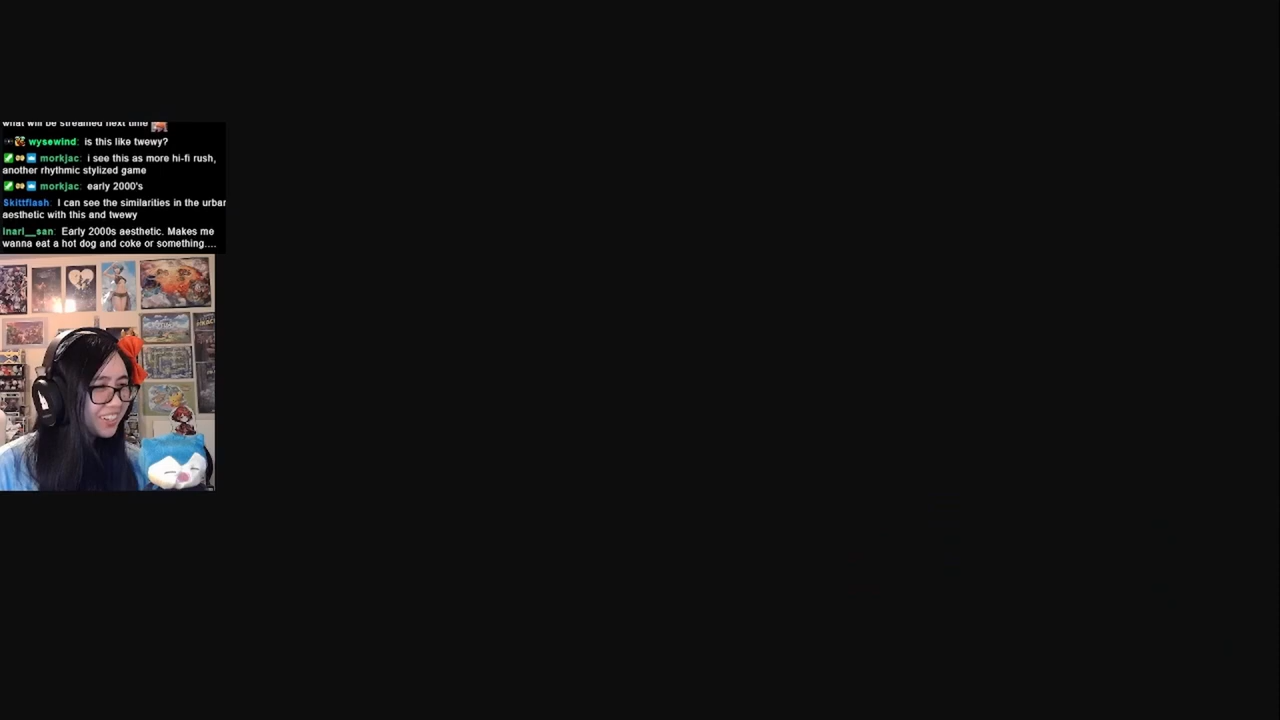 what will be streamed next time
wysewind: is this like twewy?
morkjac: i see this as more hi-fi rush,
another rhythmic stylized game
morkjac: early 2000's
Skittflash: I can see the similarities in the urban
aesthetic with this and twewy
inari__san: Early 2000s aesthetic. Makes me
wanna eat a hot dog and coke or something....